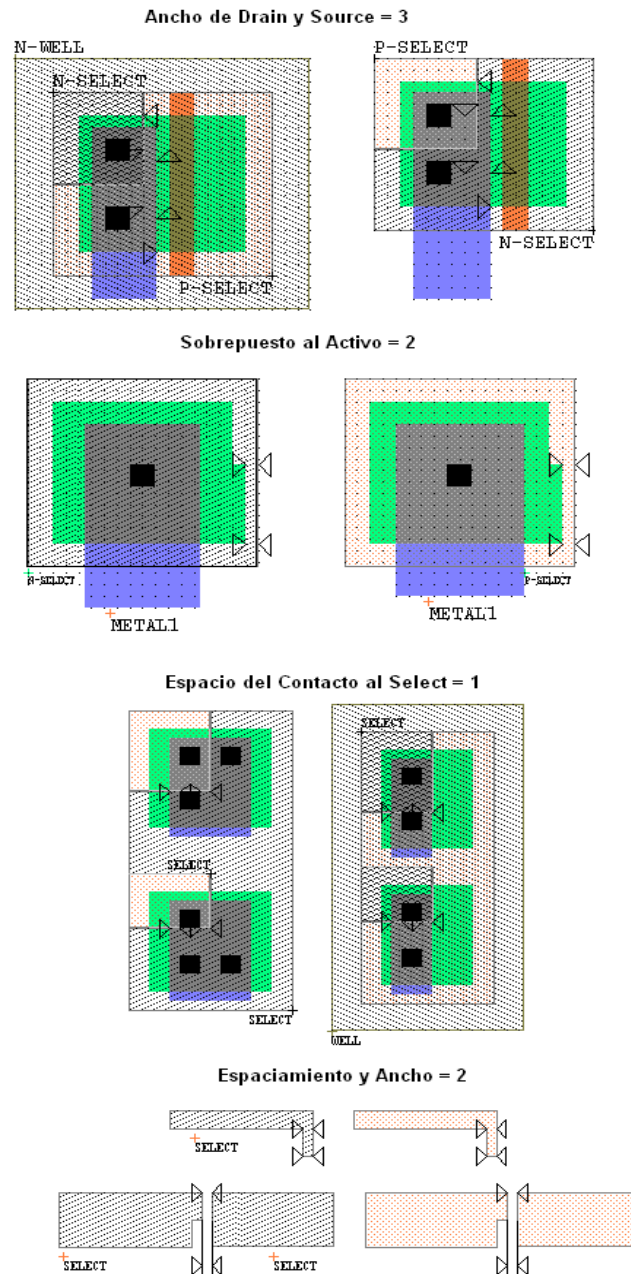 Ancho de Drain y Source = 3
N-WELL
P-SELECT
N-SELECT
N-SELECT
P-SELECT
Sobrepuesto al Activo = 2
N-SELECT
P-SELECT
METAL1
METAL1
Espacio del Contacto al Select = 1
SELECT
SELECT
SELECT
WELL
Espaciamiento y Ancho = 2
SELECT
SELECT
SELECT